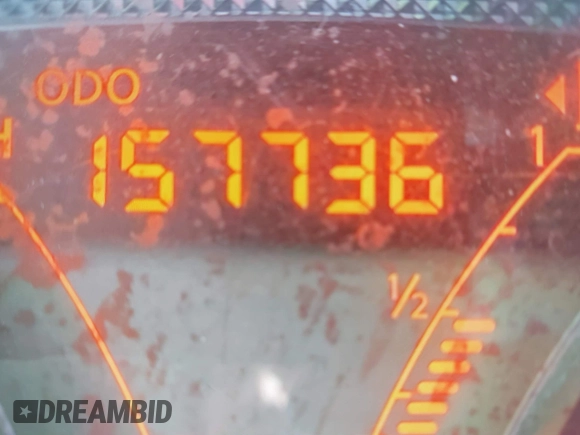 ODO
H
157736
1
1/2
DREAMBID